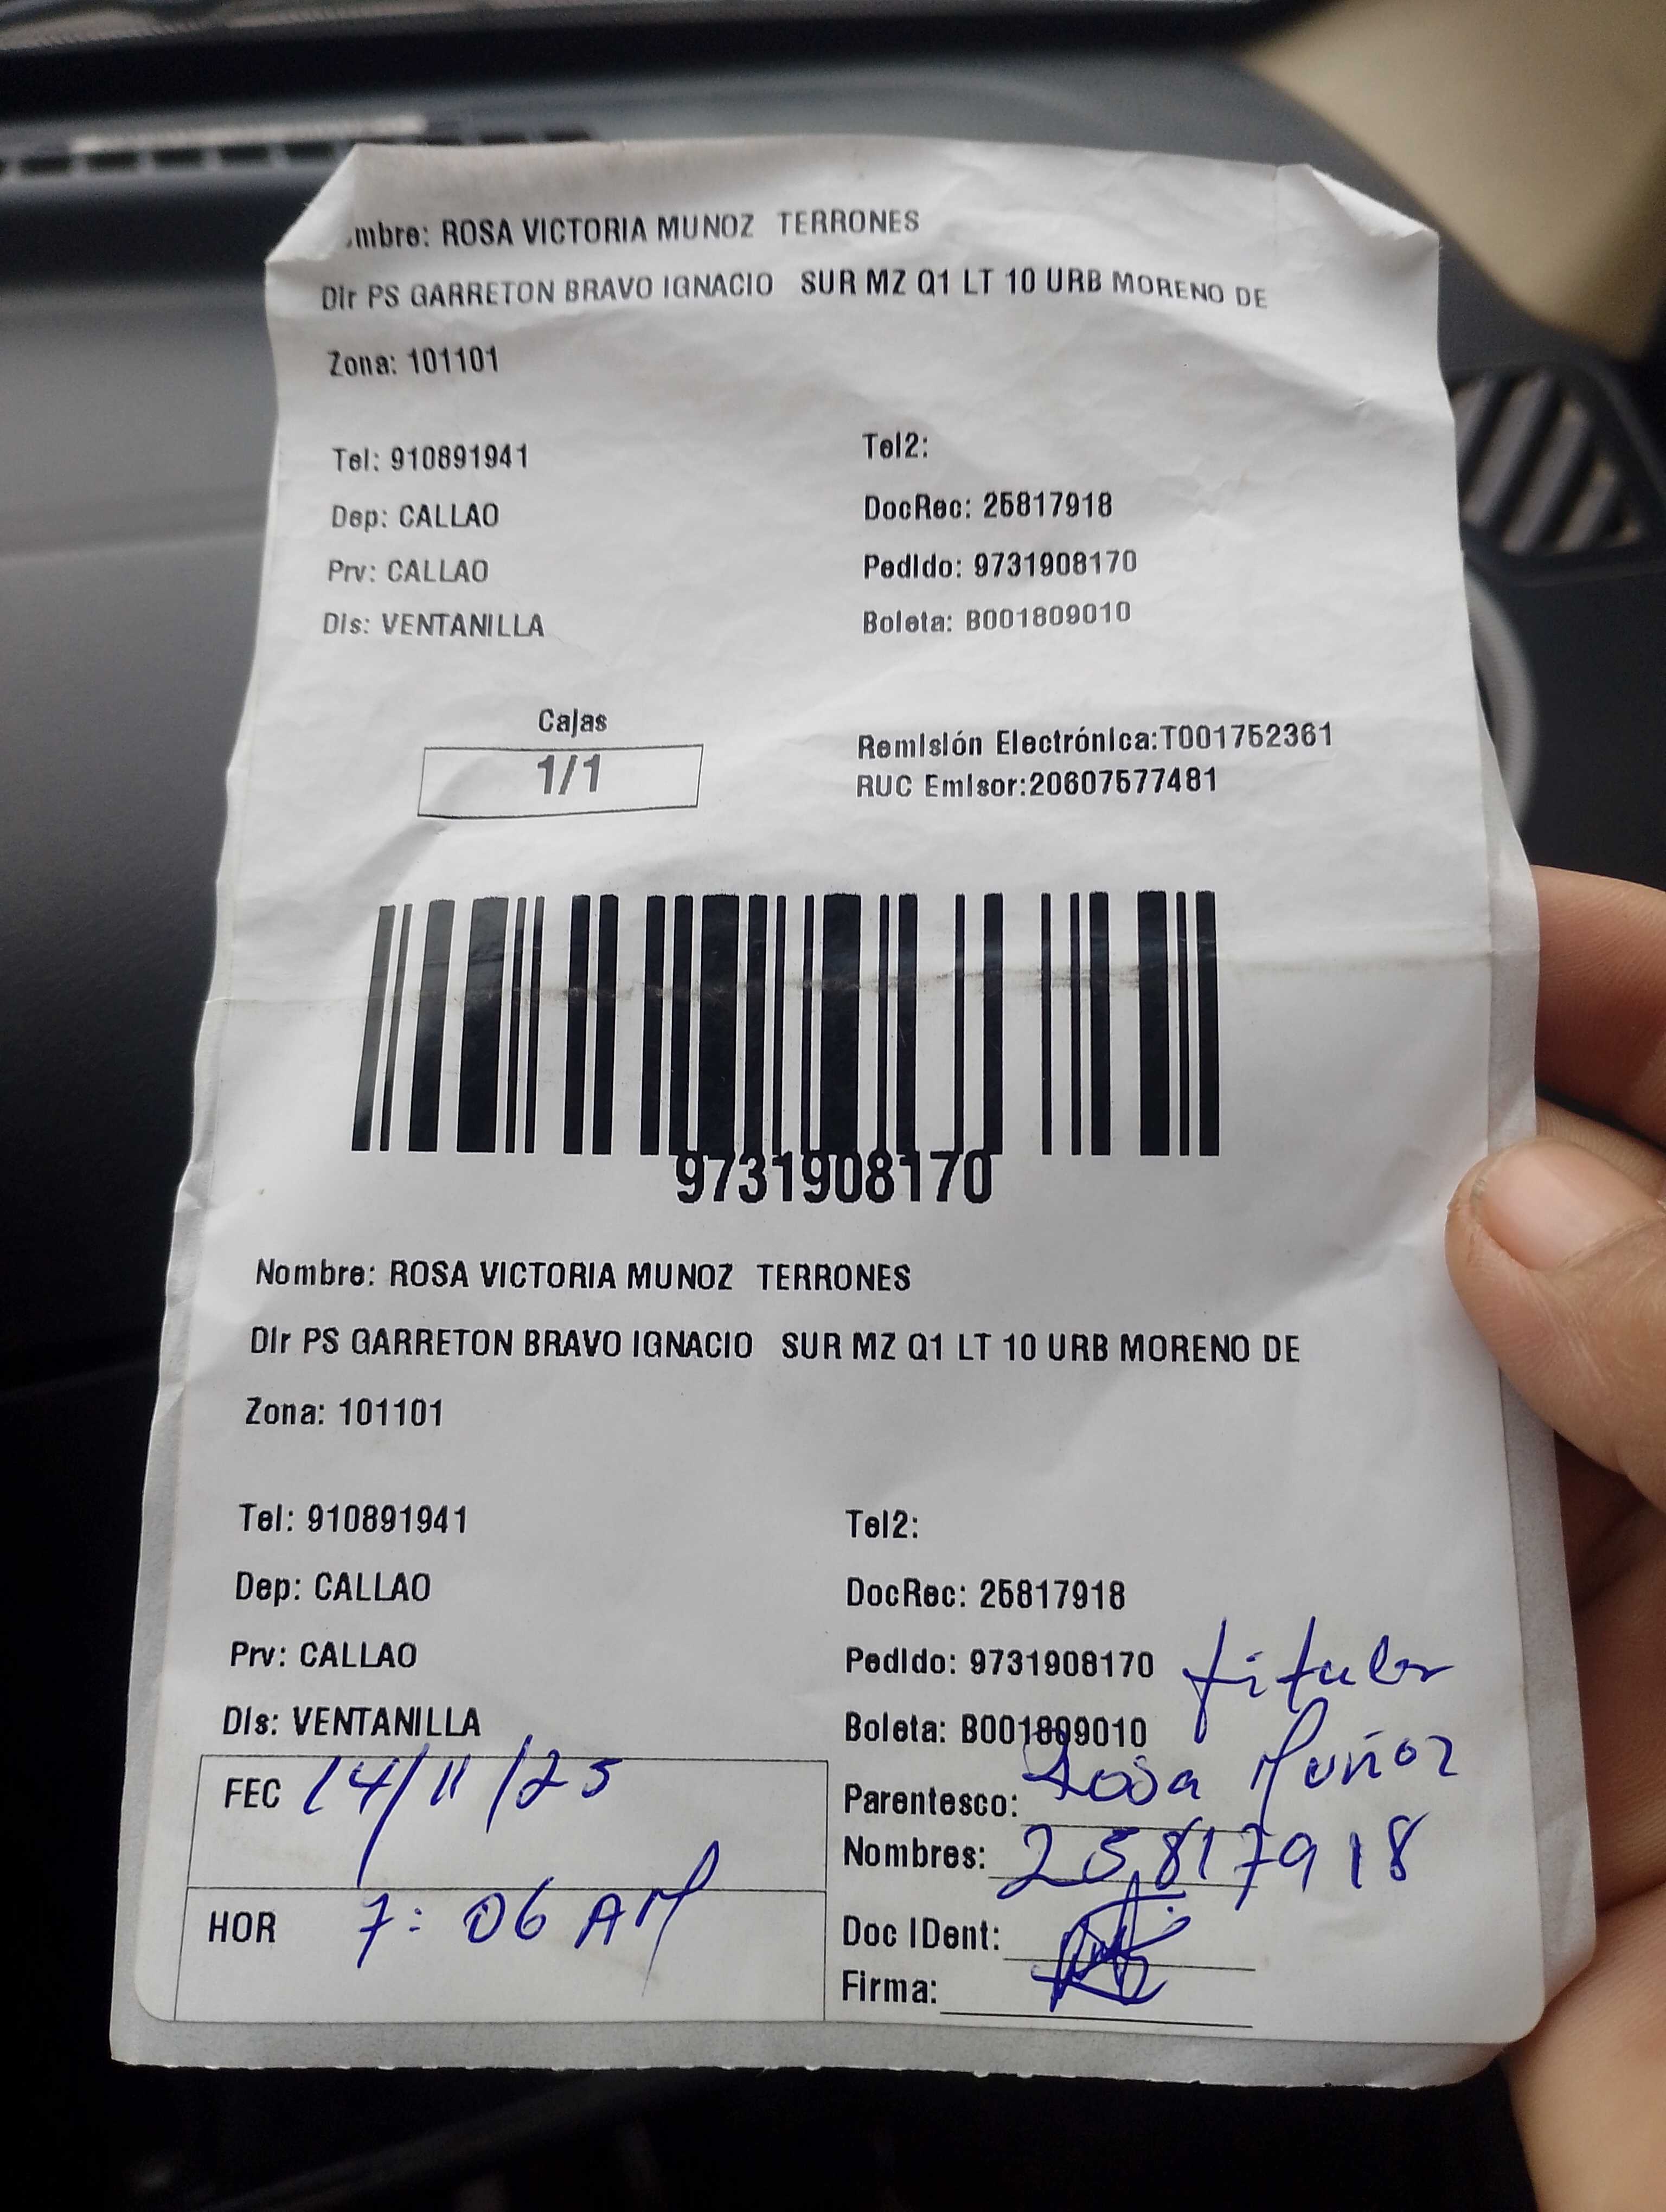 mbre: ROSA VICTORIA MUNOZ TERRONES
Dir PS GARRETON BRAVO IGNACIO SUR MZ Q1 LT 10 URB MORENO DE
Zona: 101101
Tel: 910891941 Tel2:
Dep: CALLAO DocRec: 25817918
Prv: CALLAO Pedido: 9731908170
Dis: VENTANILLA Boleta: B001809010
Cajas
1/1
Remisión Electrónica:T001752361
RUC Emisor:20607577481
9731908170
Nombre: ROSA VICTORIA MUNOZ TERRONES
Dir PS GARRETON BRAVO IGNACIO SUR MZ Q1 LT 10 URB MORENO DE
Zona: 101101
Tel: 910891941 Tel2:
Dep: CALLAO DocRec: 25817918
Prv: CALLAO Pedido: 9731908170 titular
Dis: VENTANILLA Boleta: B001809010
FEC 14/11/25
Parentesco: Rosa Muñoz
Nombres: 25817918
HOR 7:06 AM
Doc IDent:
Firma: